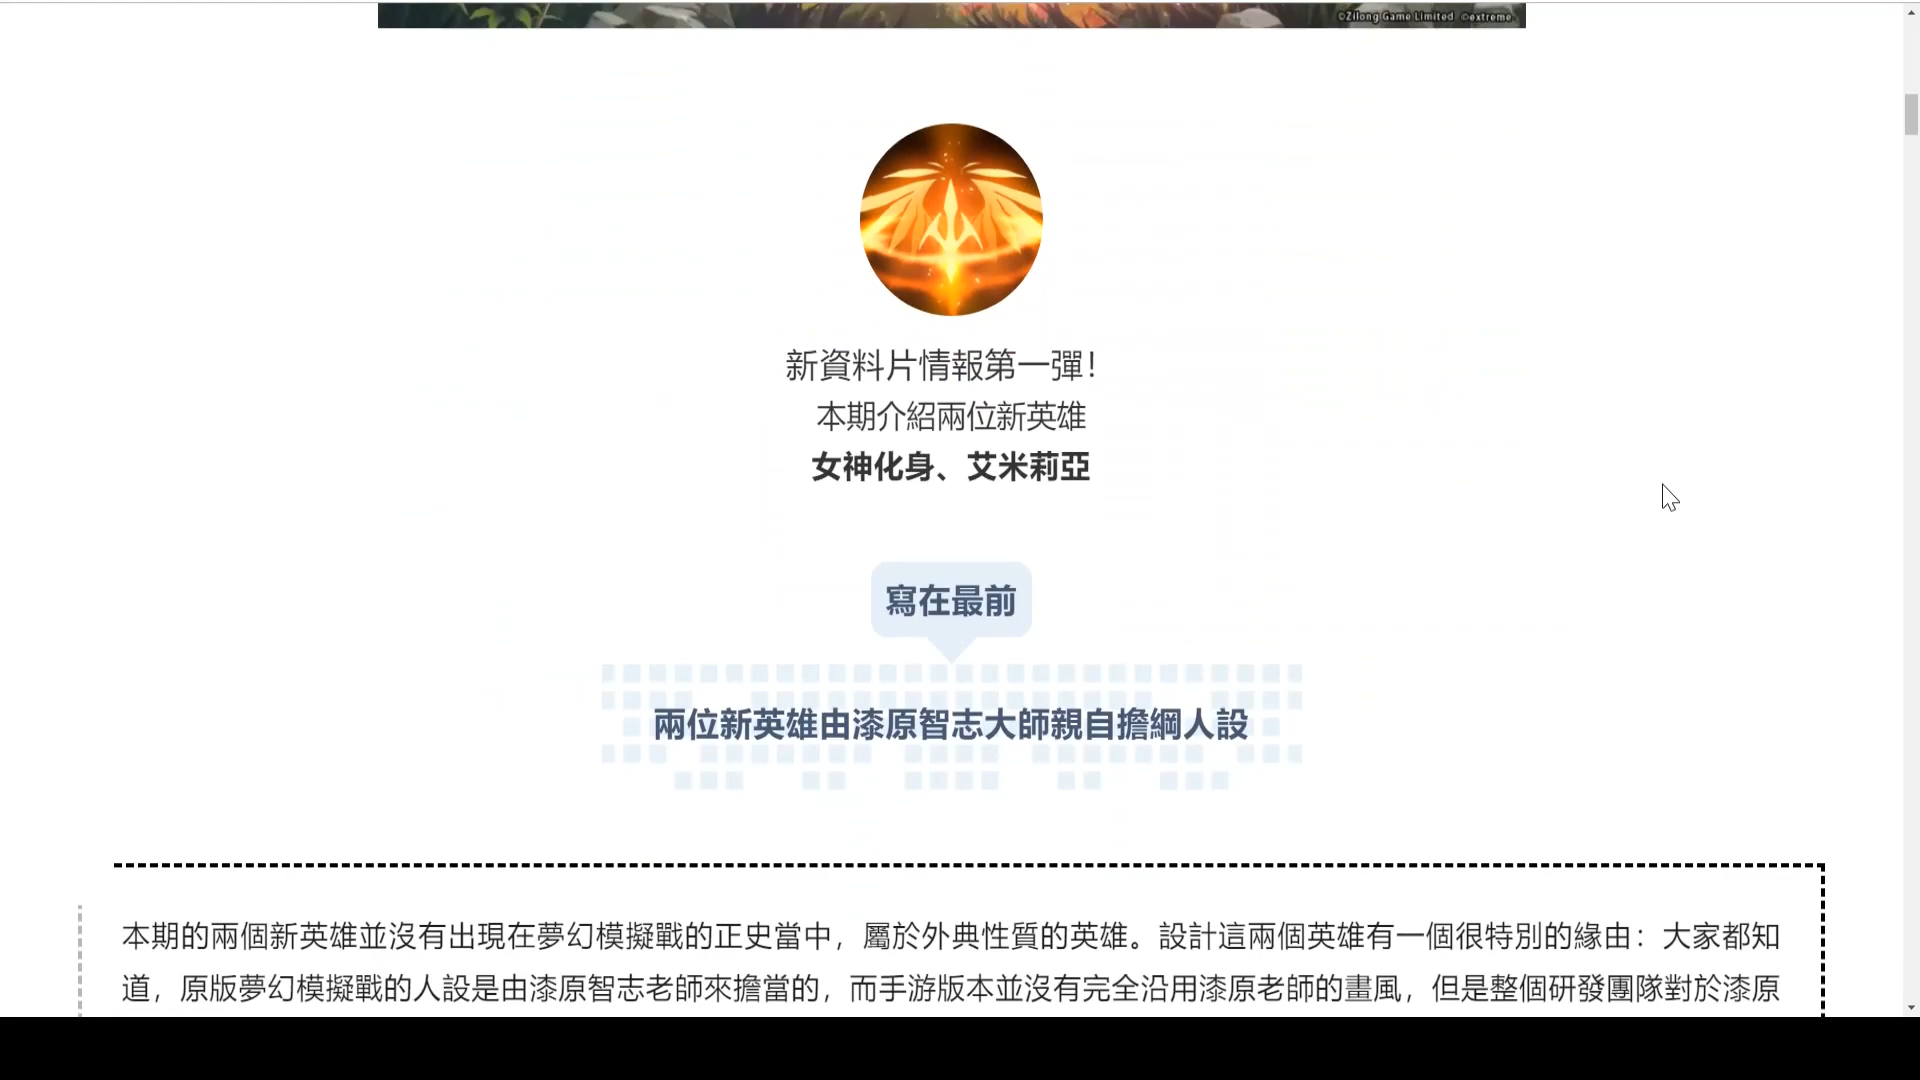 ©Zilong Game Limited ©extreme
新資料片情報第一彈！
本期介紹兩位新英雄
女神化身、艾米莉亞
寫在最前
兩位新英雄由漆原智志大師親自擔綱人設
本期的兩個新英雄並沒有出現在夢幻模擬戰的正史當中，屬於外典性質的英雄。設計這兩個英雄有一個很特別的緣由：大家都知
道，原版夢幻模擬戰的人設是由漆原智志老師來擔當的，而手游版本並沒有完全沿用漆原老師的畫風，但是整個研發團隊對於漆原